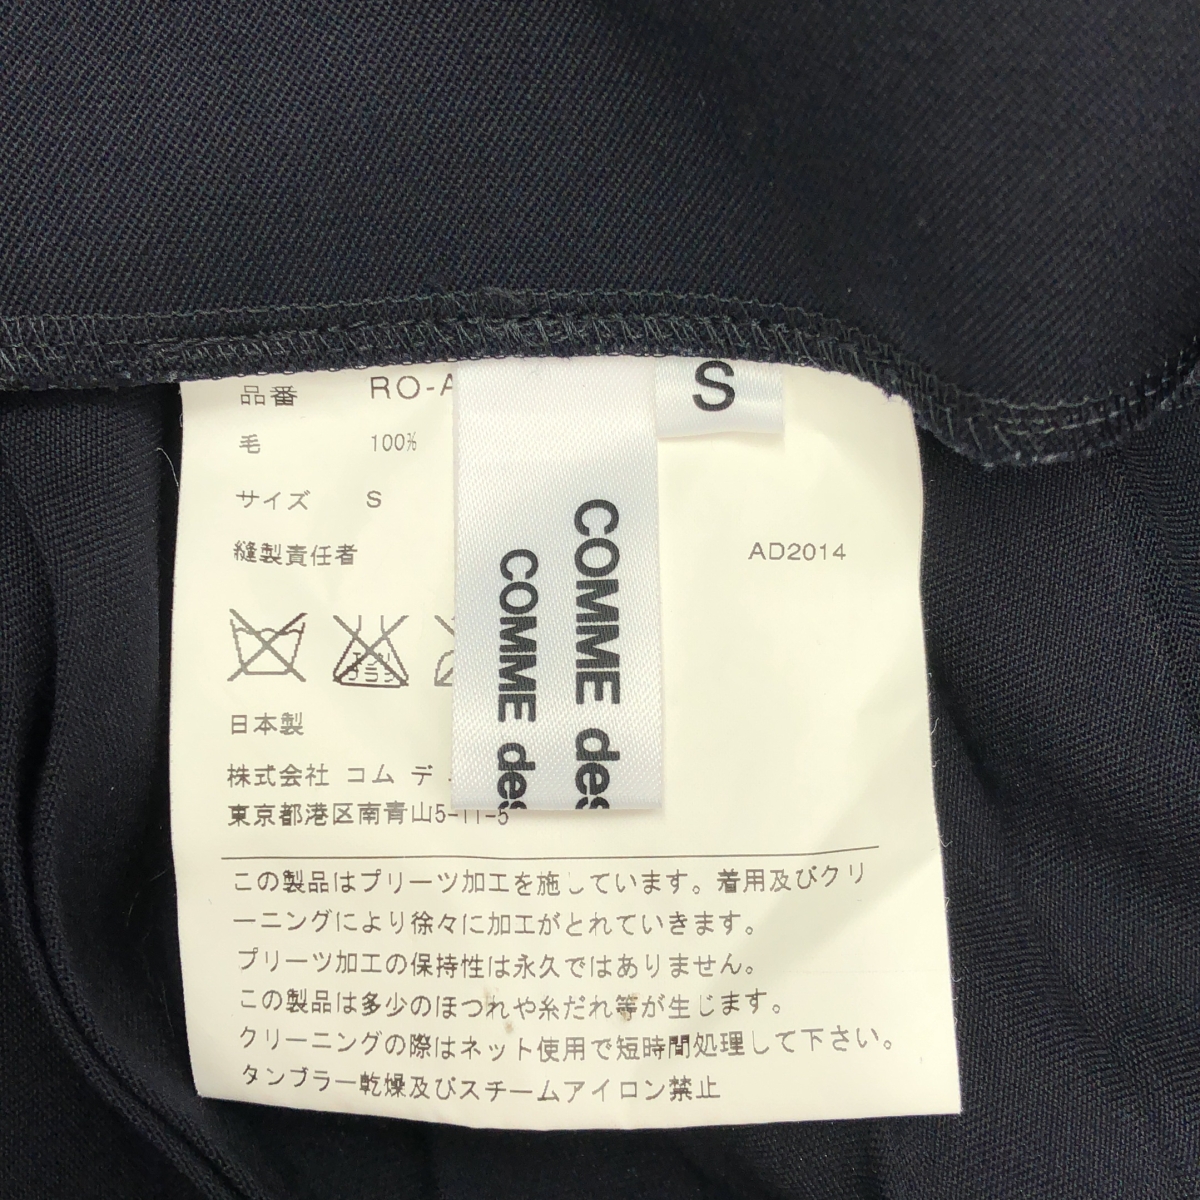 品番 RO-A
毛 100%
サイズ S
縫製責任者
AD2014
S
COMME des
COMME des
エンソ
ブラシ
日本製
株式会社 コム デ
東京都港区南青山5-11-5
この製品はプリーツ加工を施しています。着用及びクリ
ーニングにより徐々に加工がとれていきます。
プリーツ加工の保持性は永久ではありません。
この製品は多少のほつれや糸だれ等が生じます。
クリーニングの際はネット使用で短時間処理して下さい。
タンブラー乾燥及びスチームアイロン禁止